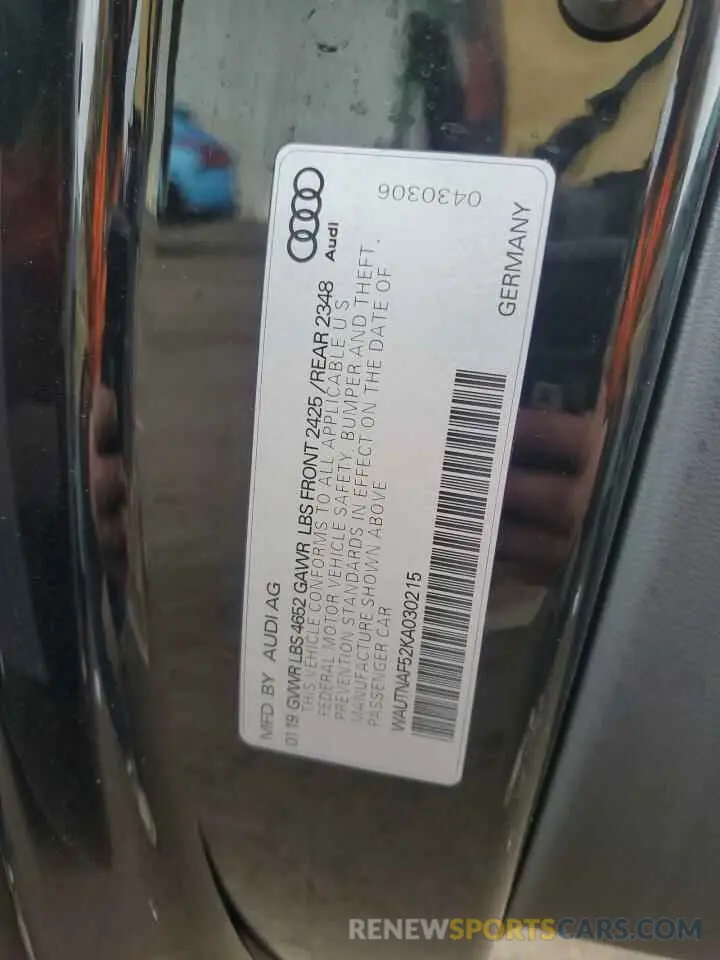 Audi
0430306
MFD BY AUDI AG
01 19 GVWR LBS 4652 GAWR LBS FRONT 2425 /REAR 2348
THIS VEHICLE CONFORMS TO ALL APPLICABLE U S
FEDERAL MOTOR VEHICLE SAFETY, BUMPER AND THEFT
PREVENTION STANDARDS IN EFFECT ON THE DATE OF
MANUFACTURE SHOWN ABOVE
PASSENGER CAR
WAUTNAF52KA030215
GERMANY
RENEWSPORTSCARS.COM